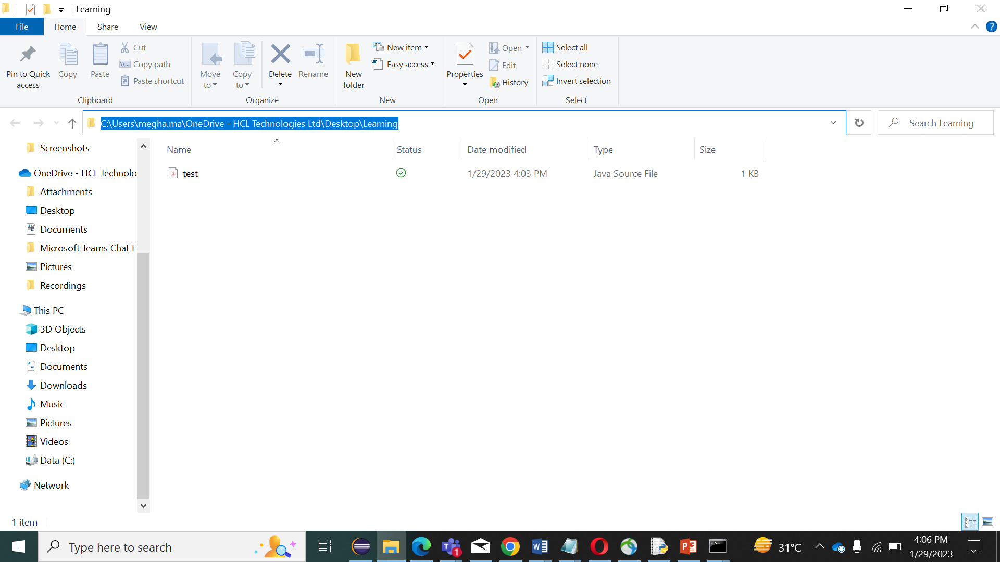 Learning
File Home Share View
Pin to Quick access
Copy
Paste
Cut
Copy path
Paste shortcut
Clipboard
Move to
Copy to
Delete
Rename
Organize
New folder
New item
Easy access
New
Properties
Open
Edit
History
Open
Select all
Select none
Invert selection
Select
C:\Users\megha.ma\OneDrive - HCL Technologies Ltd\Desktop\Learning
Search Learning
Name Status Date modified Type Size
test 1/29/2023 4:03 PM Java Source File 1 KB
Screenshots
OneDrive - HCL Technolo
Attachments
Desktop
Documents
Microsoft Teams Chat F
Pictures
Recordings
This PC
3D Objects
Desktop
Documents
Downloads
Music
Pictures
Videos
Data (C:)
Network
1 item
Type here to search
1
31°C
4:06 PM
1/29/2023